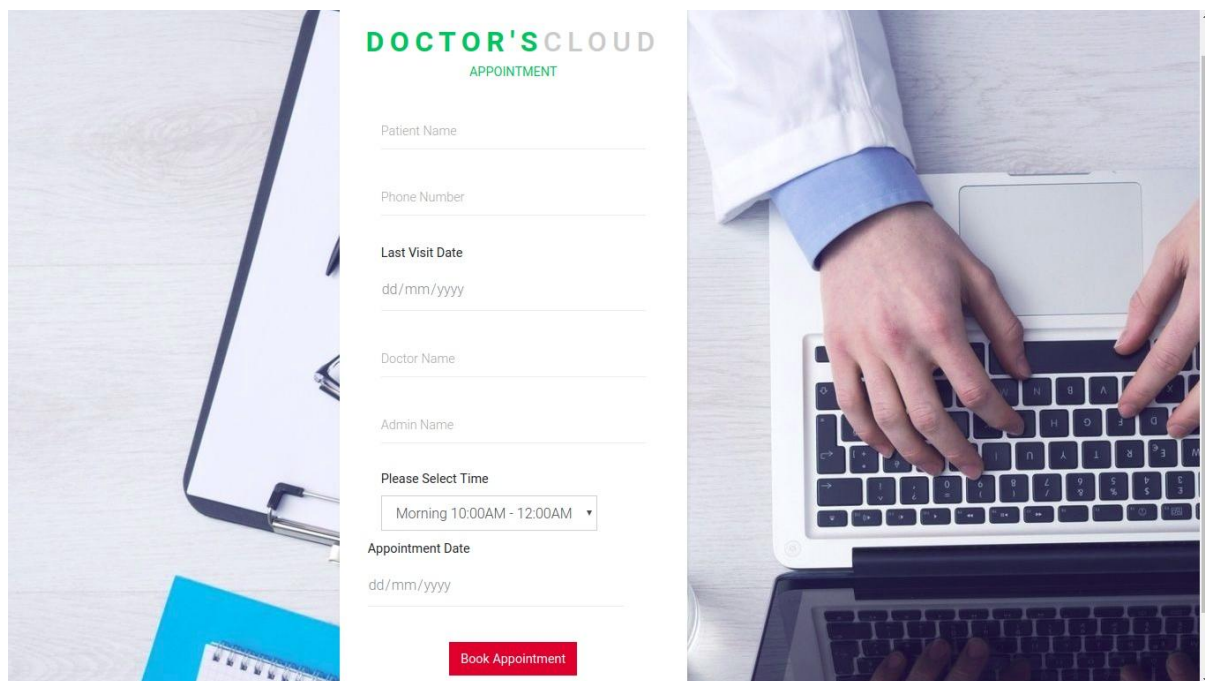 DOCTOR'SCLOUD
APPOINTMENT
Patient Name
Phone Number
Last Visit Date
dd/mm/yyyy
Doctor Name
Admin Name
Please Select Time
Morning 10:00AM - 12:00AM
Appointment Date
dd/mm/yyyy
Book Appointment